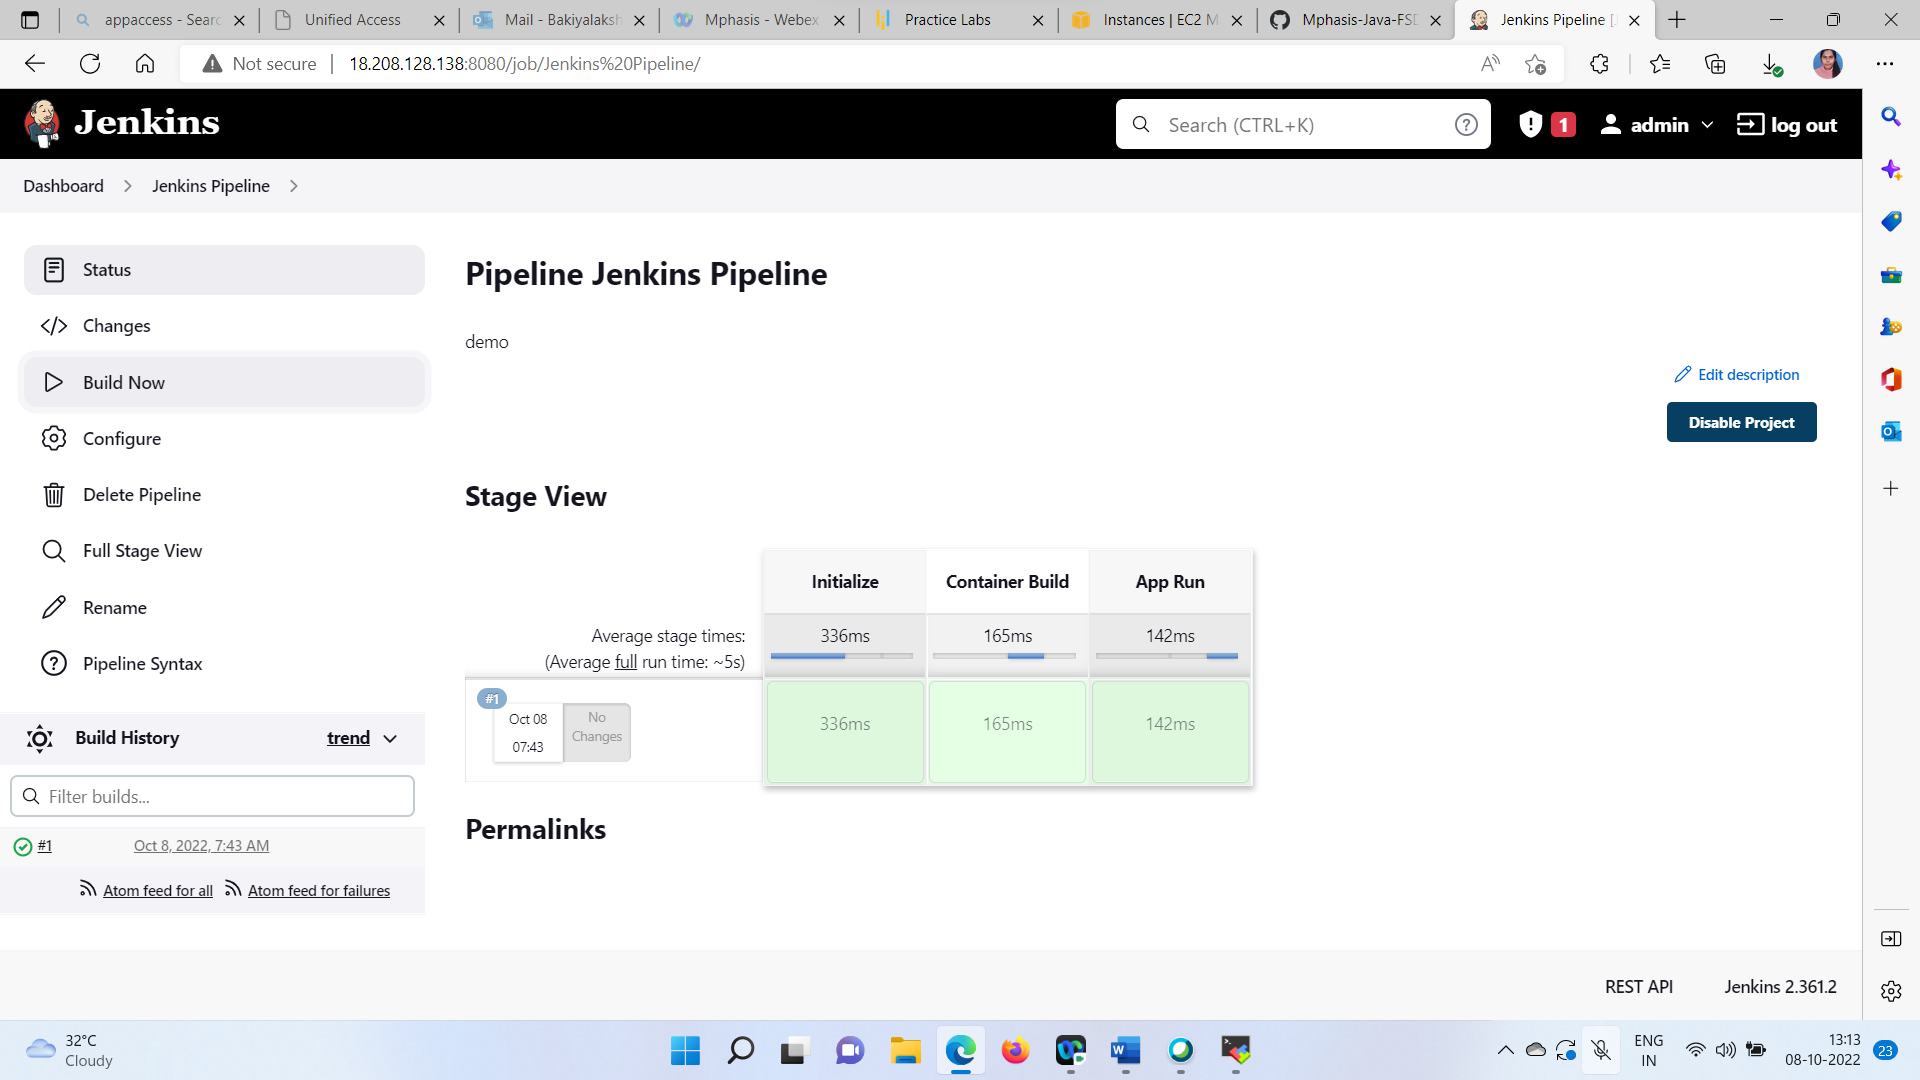 appaccess - Searc
Unified Access
Mail - Bakiyalaksh
Mphasis - Webex
Practice Labs
Instances | EC2 M
Mphasis-Java-FSD
Jenkins Pipeline [J
Not secure
18.208.128.138:8080/job/Jenkins%20Pipeline/
Jenkins
Search (CTRL+K)
1
admin
log out
Dashboard
Jenkins Pipeline
Status
Changes
Build Now
Configure
Delete Pipeline
Full Stage View
Rename
Pipeline Syntax
Build History
trend
Filter builds...
#1
Oct 8, 2022, 7:43 AM
Atom feed for all
Atom feed for failures
Pipeline Jenkins Pipeline
demo
Edit description
Disable Project
Stage View
Initialize
Container Build
App Run
Average stage times:
336ms
165ms
142ms
(Average full run time: ~5s)
#1
Oct 08
07:43
No
Changes
336ms
165ms
142ms
Permalinks
REST API
Jenkins 2.361.2
32°C
Cloudy
ENG
IN
13:13
08-10-2022
23